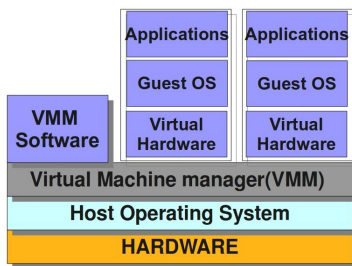 Applications
Guest OS
Virtual
Hardware
Applications
Guest OS
Virtual
Hardware
VMM
Software
Virtual Machine manager(VMM)
Host Operating System
HARDWARE